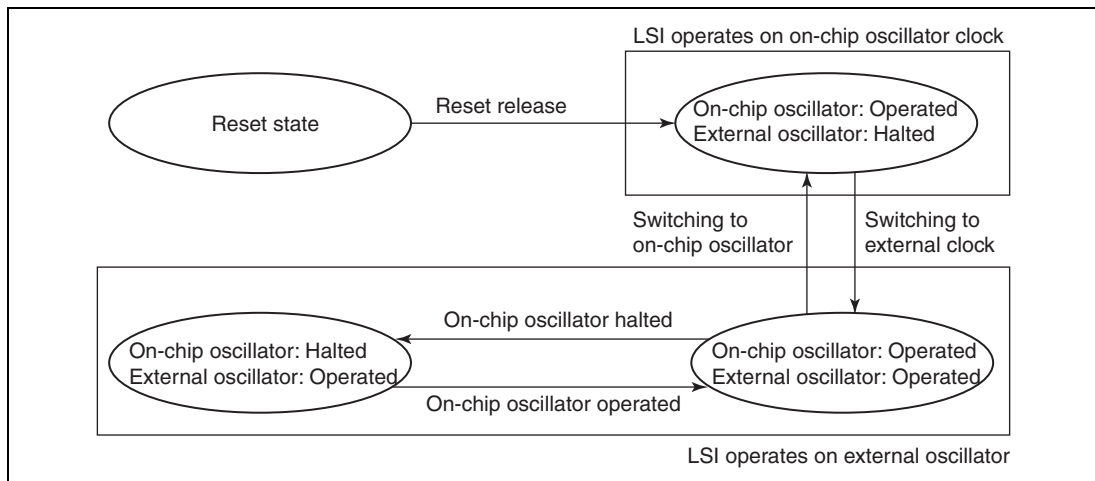 LSI operates on on-chip oscillator clock
Reset state
Reset release
On-chip oscillator: Operated
External oscillator: Halted
Switching to
on-chip oscillator
Switching to
external clock
On-chip oscillator halted
On-chip oscillator: Halted
External oscillator: Operated
On-chip oscillator: Operated
External oscillator: Operated
On-chip oscillator operated
LSI operates on external oscillator